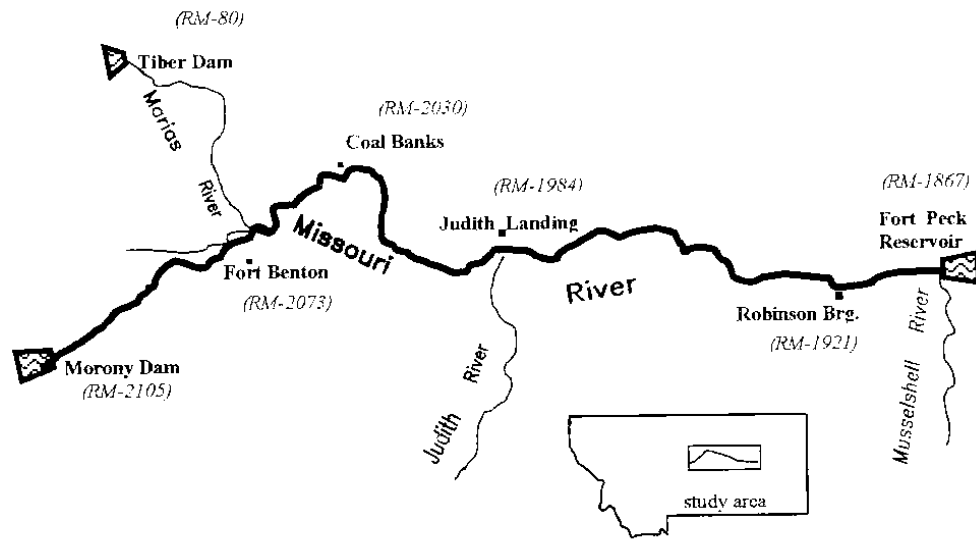 (RM-80)
Tiber Dam
Marias
River
(RM-2030)
Coal Banks
(RM-1984)
Judith Landing
(RM-1867)
Fort Peck
Reservoir
Missouri
River
Fort Benton
(RM-2073)
Robinson Brg.
(RM-1921)
Morony Dam
(RM-2105)
Judith
River
Musselshell
River
study area